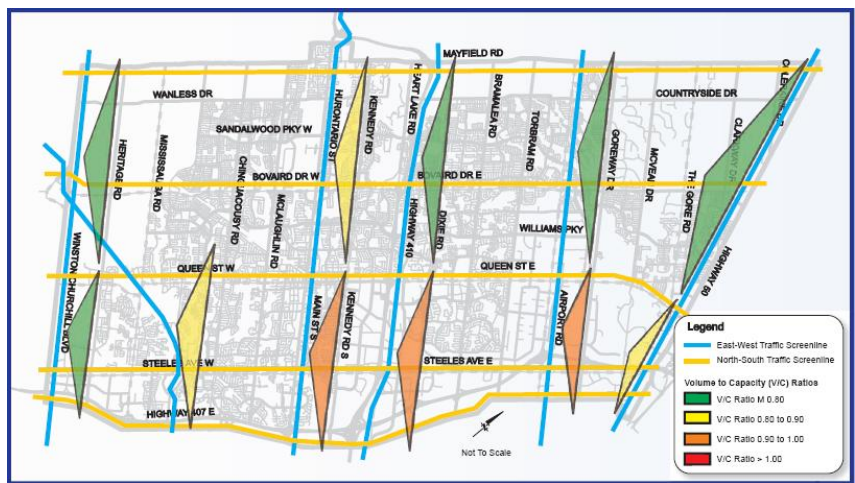 MAYFIELD RD
WANLESS DR
COUNTRYSIDE DR
SANDALWOOD PKY W
HURONTARIO ST
KENNEDY RD
HEART LAKE RD
BRAMALEA RD
TORBRAM RD
GOREWAY DR
MCVEAN DR
THE GORE RD
HERITAGE RD
MISSISSAUGA RD
CHINGUACOUSY RD
MCLAUGHLIN RD
BOVAIRD DR W
BOVAIRD DR E
HIGHWAY 410
DIXIE RD
WILLIAMS PKY
HIGHWAY 50
WINSTON CHURCHILL BLVD
QUEEN ST W
QUEEN ST E
MAIN ST S
KENNEDY RD S
AIRPORT RD
STEELES AVE W
STEELES AVE E
HIGHWAY 407 E
Not To Scale
Legend
East-West Traffic Screenline
North-South Traffic Screenline
Volume to Capacity (V/C) Ratios
V/C Ratio M 0.80
V/C Ratio 0.80 to 0.90
V/C Ratio 0.90 to 1.00
V/C Ratio > 1.00